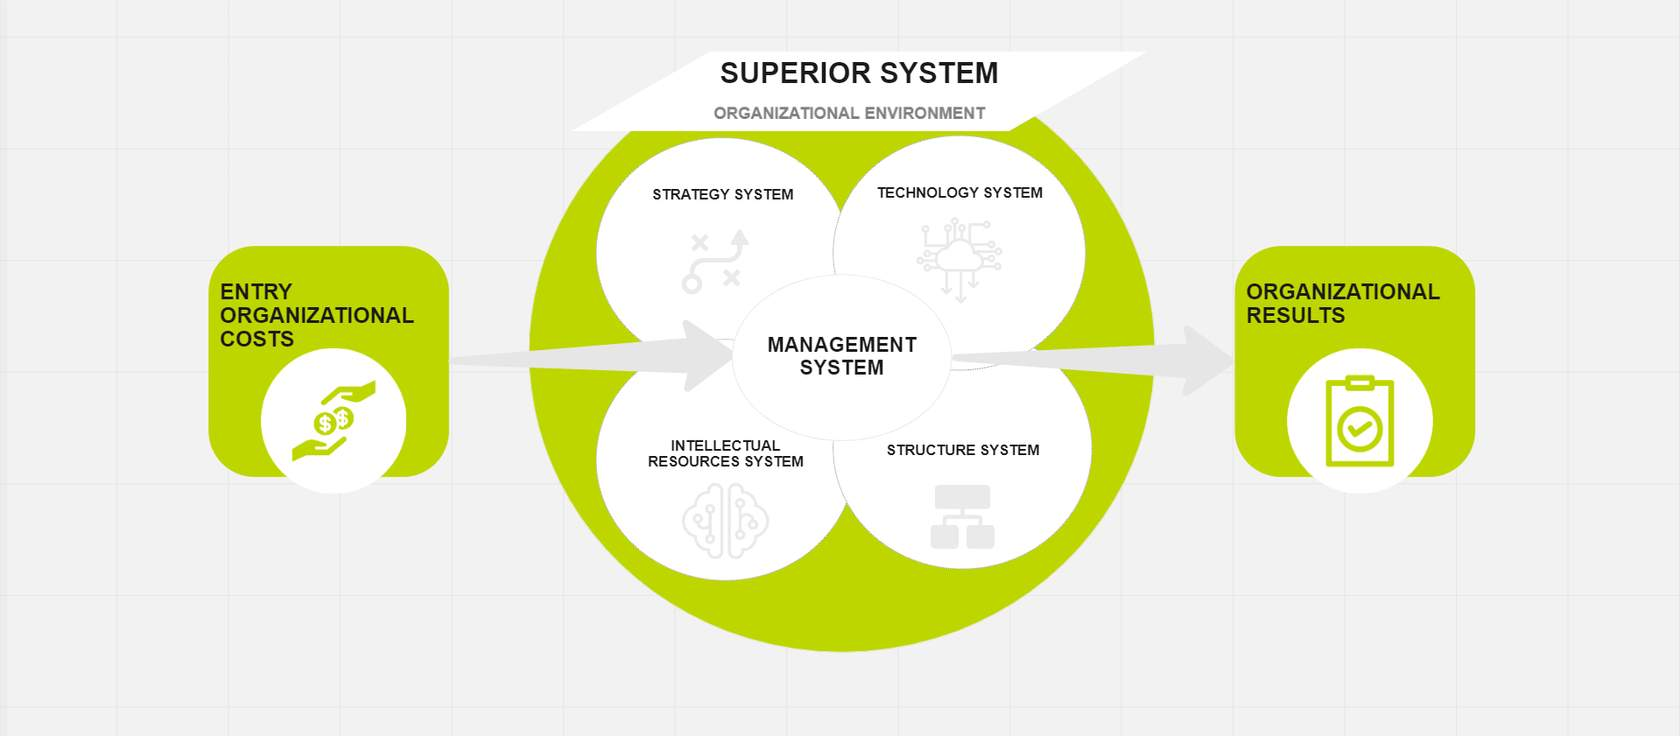 SUPERIOR SYSTEM
ORGANIZATIONAL ENVIRONMENT
STRATEGY SYSTEM
TECHNOLOGY SYSTEM
ENTRY
ORGANIZATIONAL
COSTS
$ $
MANAGEMENT
SYSTEM
ORGANIZATIONAL
RESULTS
INTELLECTUAL
RESOURCES SYSTEM
STRUCTURE SYSTEM